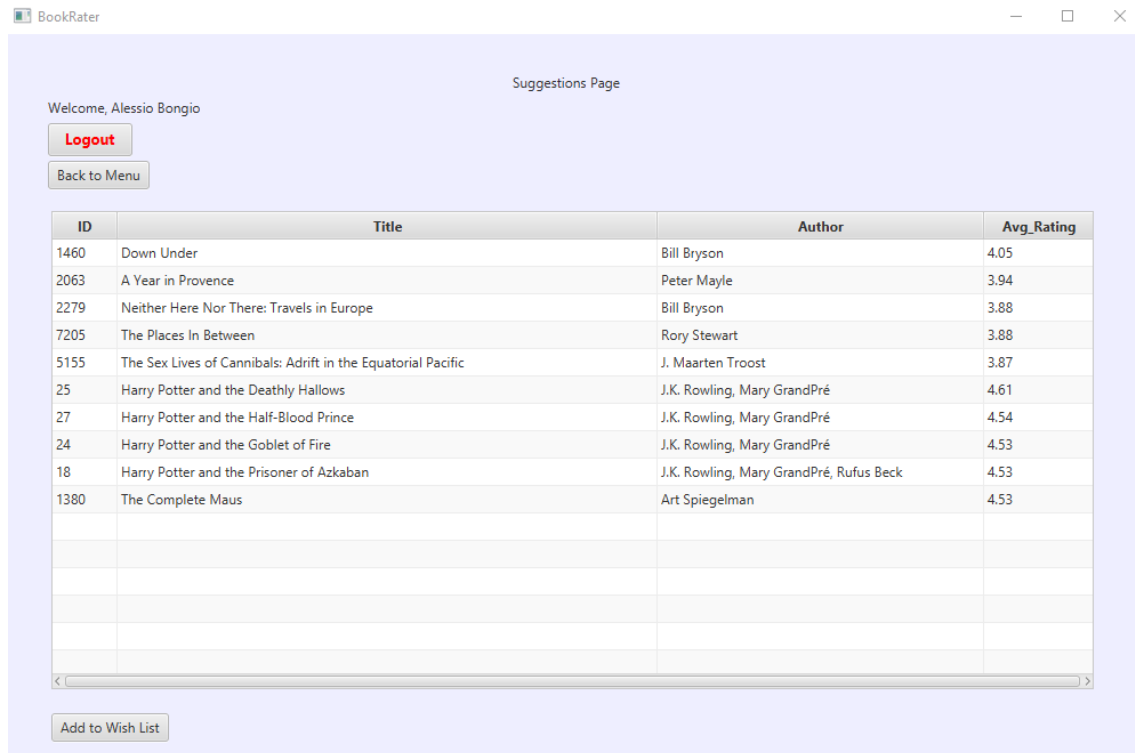 BookRater
Suggestions Page
Welcome, Alessio Bongio
Logout
Back to Menu
ID Title Author Avg_Rating
1460 Down Under Bill Bryson 4.05
2063 A Year in Provence Peter Mayle 3.94
2279 Neither Here Nor There: Travels in Europe Bill Bryson 3.88
7205 The Places In Between Rory Stewart 3.88
5155 The Sex Lives of Cannibals: Adrift in the Equatorial Pacific J. Maarten Troost 3.87
25 Harry Potter and the Deathly Hallows J.K. Rowling, Mary GrandPré 4.61
27 Harry Potter and the Half-Blood Prince J.K. Rowling, Mary GrandPré 4.54
24 Harry Potter and the Goblet of Fire J.K. Rowling, Mary GrandPré 4.53
18 Harry Potter and the Prisoner of Azkaban J.K. Rowling, Mary GrandPré, Rufus Beck 4.53
1380 The Complete Maus Art Spiegelman 4.53
Add to Wish List